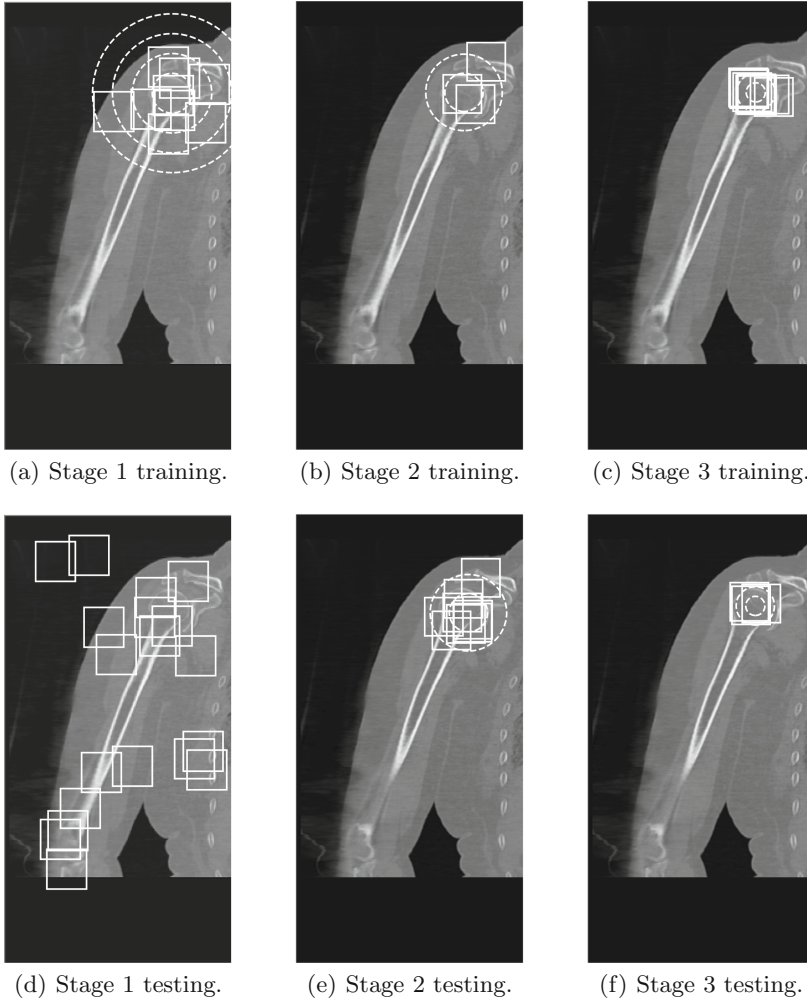 (a) Stage 1 training.
(b) Stage 2 training.
(c) Stage 3 training.
(d) Stage 1 testing.
(e) Stage 2 testing.
(f) Stage 3 testing.